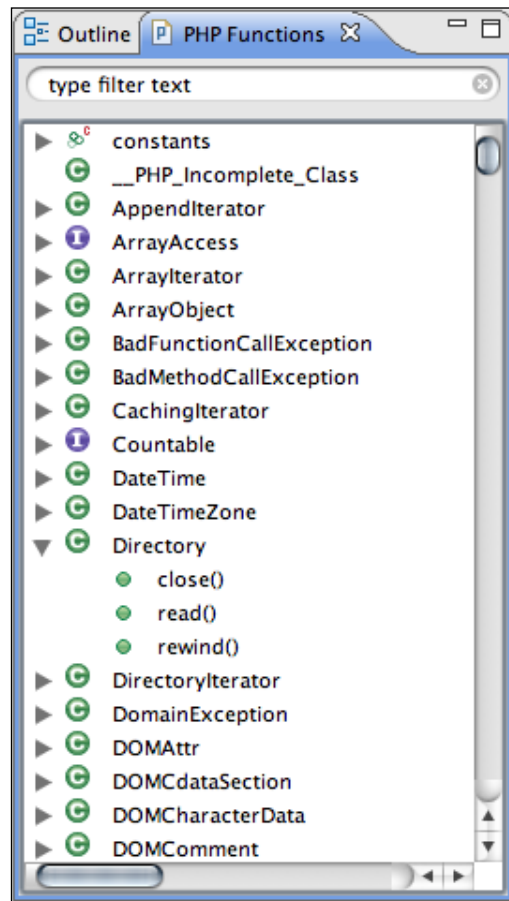 Outline PHP Functions
type filter text
constants
__PHP_Incomplete_Class
AppendIterator
ArrayAccess
ArrayIterator
ArrayObject
BadFunctionCallException
BadMethodCallException
CachingIterator
Countable
DateTime
DateTimeZone
Directory
close()
read()
rewind()
DirectoryIterator
DomainException
DOMAttr
DOMCdataSection
DOMCharacterData
DOMComment